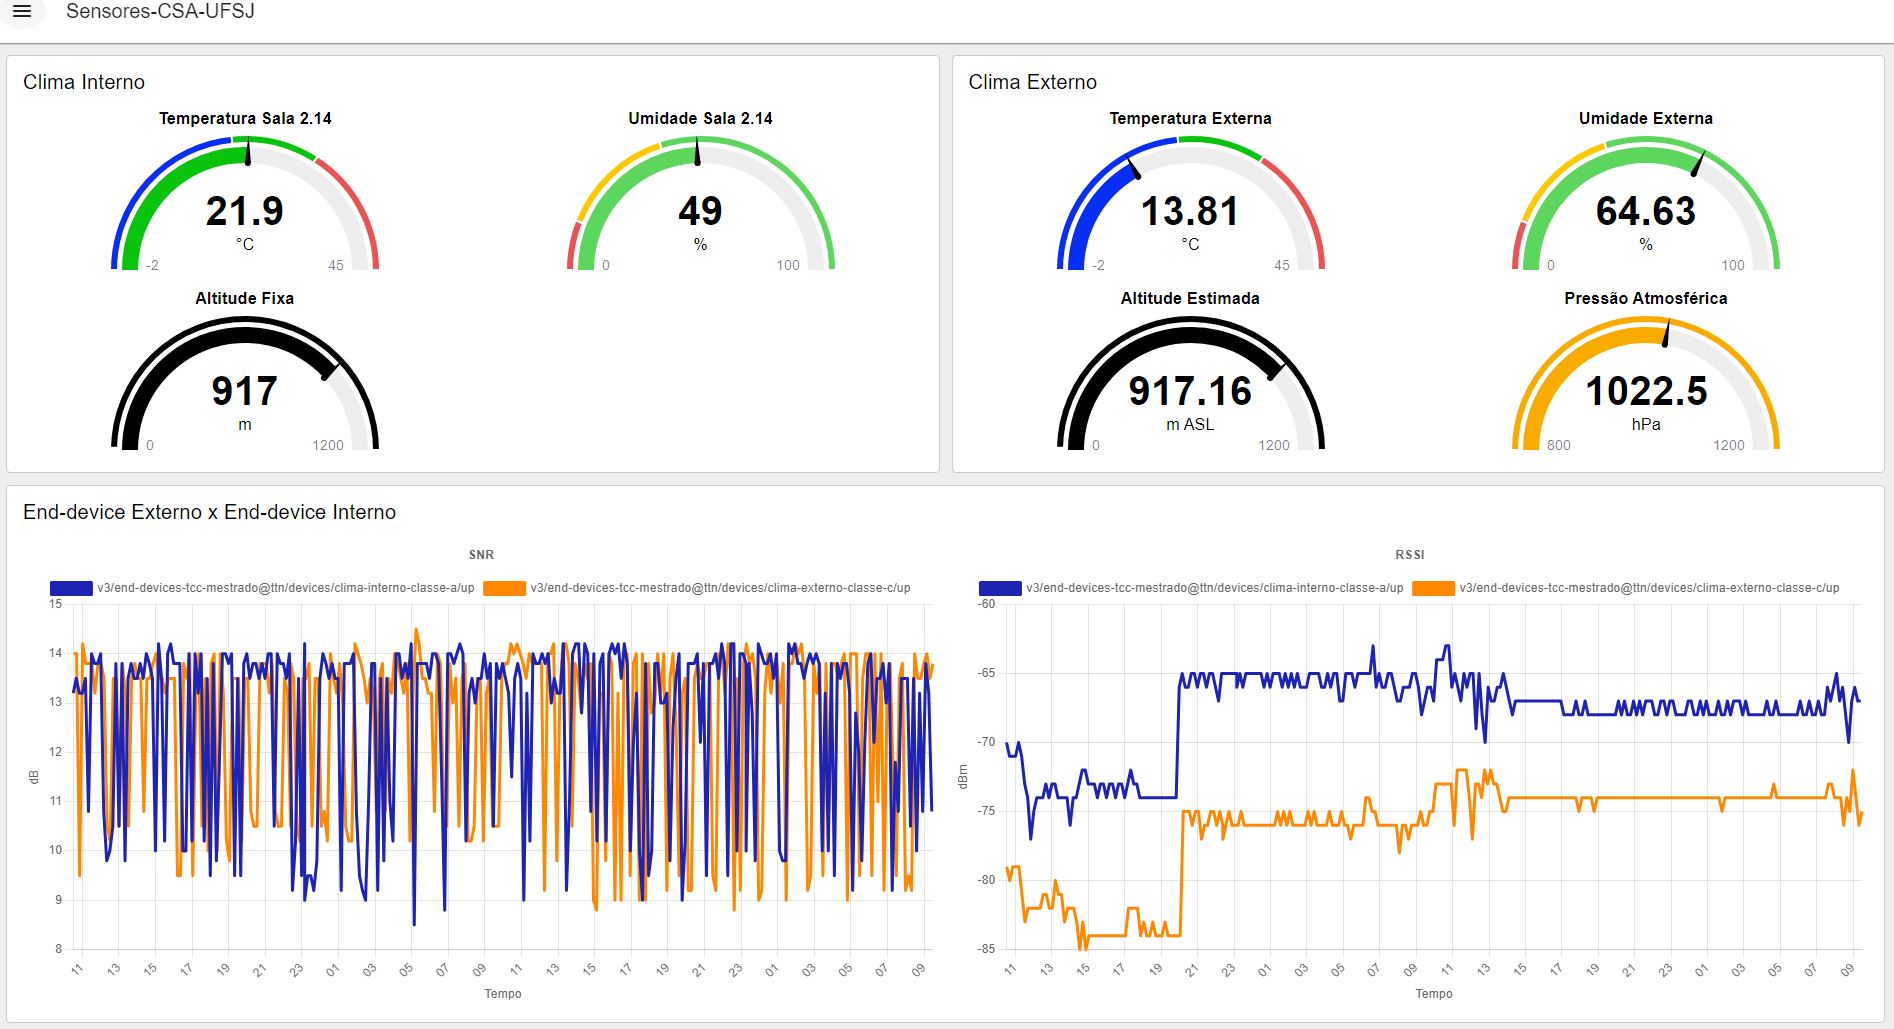 Sensores-CSA-UFSJ
Clima Interno
Temperatura Sala 2.14
21.9
°C
-2
45
Umidade Sala 2.14
49
%
0
100
Altitude Fixa
917
m
0
1200
Clima Externo
Temperatura Externa
13.81
°C
-2
45
Umidade Externa
64.63
%
0
100
Altitude Estimada
917.16
m ASL
0
1200
Pressão Atmosférica
1022.5
hPa
800
1200
End-device Externo x End-device Interno
SNR
v3/end-devices-tcc-mestrado@ttn/devices/clima-interno-classe-a/up
v3/end-devices-tcc-mestrado@ttn/devices/clima-externo-classe-c/up
15
14
13
12
11
10
9
8
dB
11 13 15 17 19 21 23 01 03 05 07 09 11 13 15 17 19 21 23 01 03 05 07 09
Tempo
RSSI
v3/end-devices-tcc-mestrado@ttn/devices/clima-interno-classe-a/up
v3/end-devices-tcc-mestrado@ttn/devices/clima-externo-classe-c/up
-60
-65
-70
-75
-80
-85
dBm
11 13 15 17 19 21 23 01 03 05 07 09 11 13 15 17 19 21 23 01 03 05 07 09
Tempo